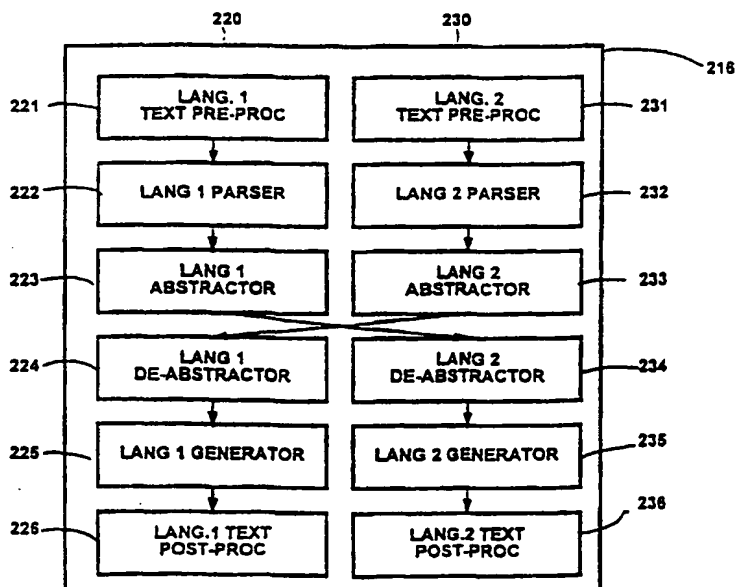 220 230
216
221 LANG. 1 LANG. 2 231
TEXT PRE-PROC TEXT PRE-PROC
222 LANG 1 PARSER LANG 2 PARSER 232
223 LANG 1 LANG 2 233
ABSTRACTOR ABSTRACTOR
224 LANG 1 LANG 2 234
DE-ABSTRACTOR DE-ABSTRACTOR
225 LANG 1 GENERATOR LANG 2 GENERATOR 235
226 LANG.1 TEXT LANG.2 TEXT 236
POST-PROC POST-PROC